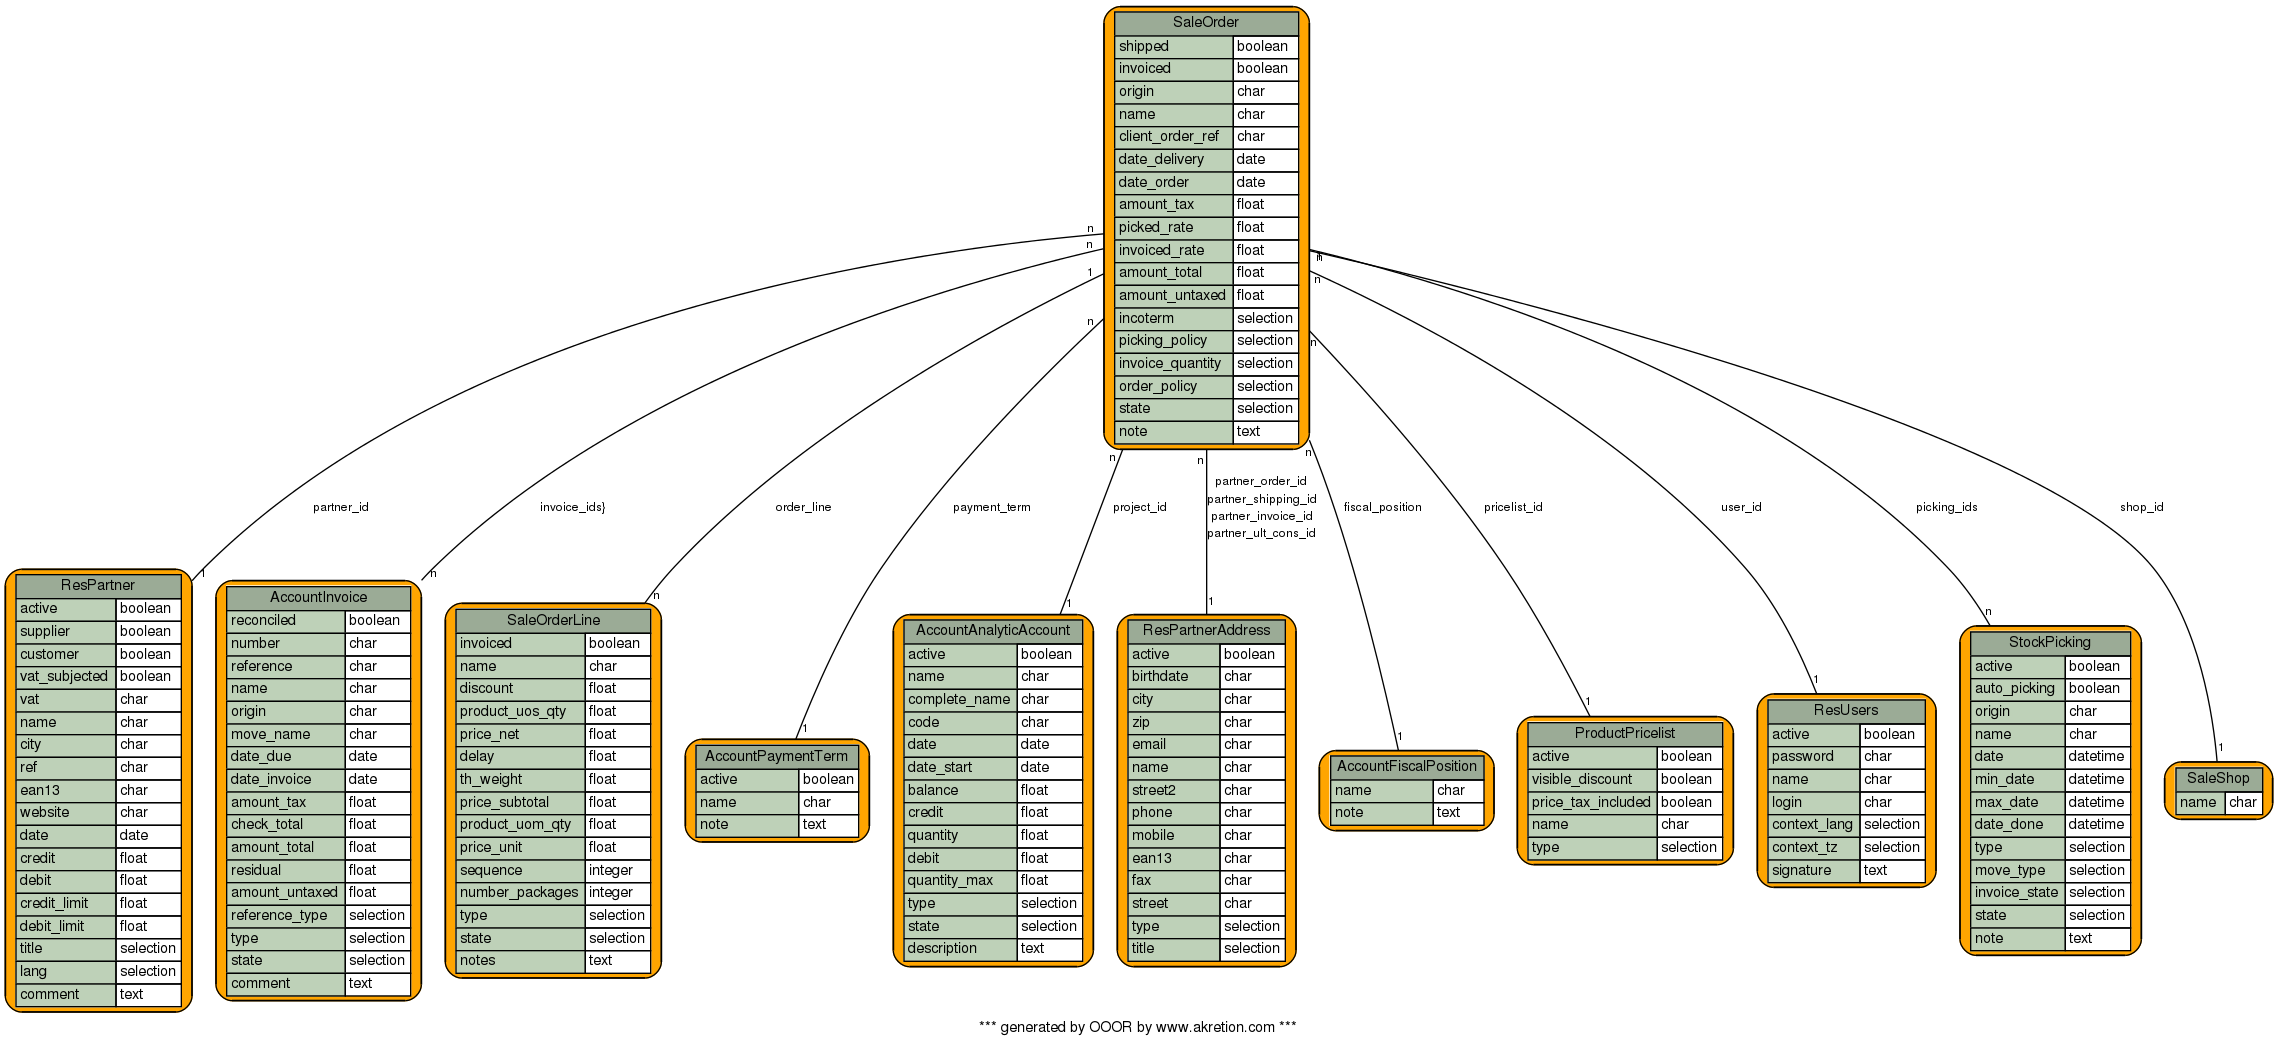 SaleOrder
shipped boolean
invoiced boolean
origin char
name char
client_order_ref char
date_delivery date
date_order date
amount_tax float
picked_rate float
invoiced_rate float
amount_total float
amount_untaxed float
incoterm selection
picking_policy selection
invoice_quantity selection
order_policy selection
state selection
note text
n
n
1
n
n
n
n
n
n
n
partner_id
invoice_ids}
order_line
payment_term
project_id
partner_order_id
partner_shipping_id
partner_invoice_id
partner_ult_cons_id
fiscal_position
pricelist_id
user_id
picking_ids
shop_id
1
n
n
1
1
1
1
1
1
n
1
ResPartner
active boolean
supplier boolean
customer boolean
vat_subjected boolean
vat char
name char
city char
ref char
ean13 char
website char
date date
credit float
debit float
credit_limit float
debit_limit float
title selection
lang selection
comment text
AccountInvoice
reconciled boolean
number char
reference char
name char
origin char
move_name char
date_due date
date_invoice date
amount_tax float
check_total float
amount_total float
residual float
amount_untaxed float
reference_type selection
type selection
state selection
comment text
SaleOrderLine
invoiced boolean
name char
discount float
product_uos_qty float
price_net float
delay float
th_weight float
price_subtotal float
product_uom_qty float
price_unit float
sequence integer
number_packages integer
type selection
state selection
notes text
AccountPaymentTerm
active boolean
name char
note text
AccountAnalyticAccount
active boolean
name char
complete_name char
code char
date date
date_start date
balance float
credit float
quantity float
debit float
quantity_max float
type selection
state selection
description text
ResPartnerAddress
active boolean
birthdate char
city char
zip char
email char
name char
street2 char
phone char
mobile char
ean13 char
fax char
street char
type selection
title selection
AccountFiscalPosition
name char
note text
ProductPricelist
active boolean
visible_discount boolean
price_tax_included boolean
name char
type selection
ResUsers
active boolean
password char
name char
login char
context_lang selection
context_tz selection
signature text
StockPicking
active boolean
auto_picking boolean
origin char
name char
date datetime
min_date datetime
max_date datetime
date_done datetime
type selection
move_type selection
invoice_state selection
state selection
note text
SaleShop
name char
*** generated by OOOR by www.akretion.com ***